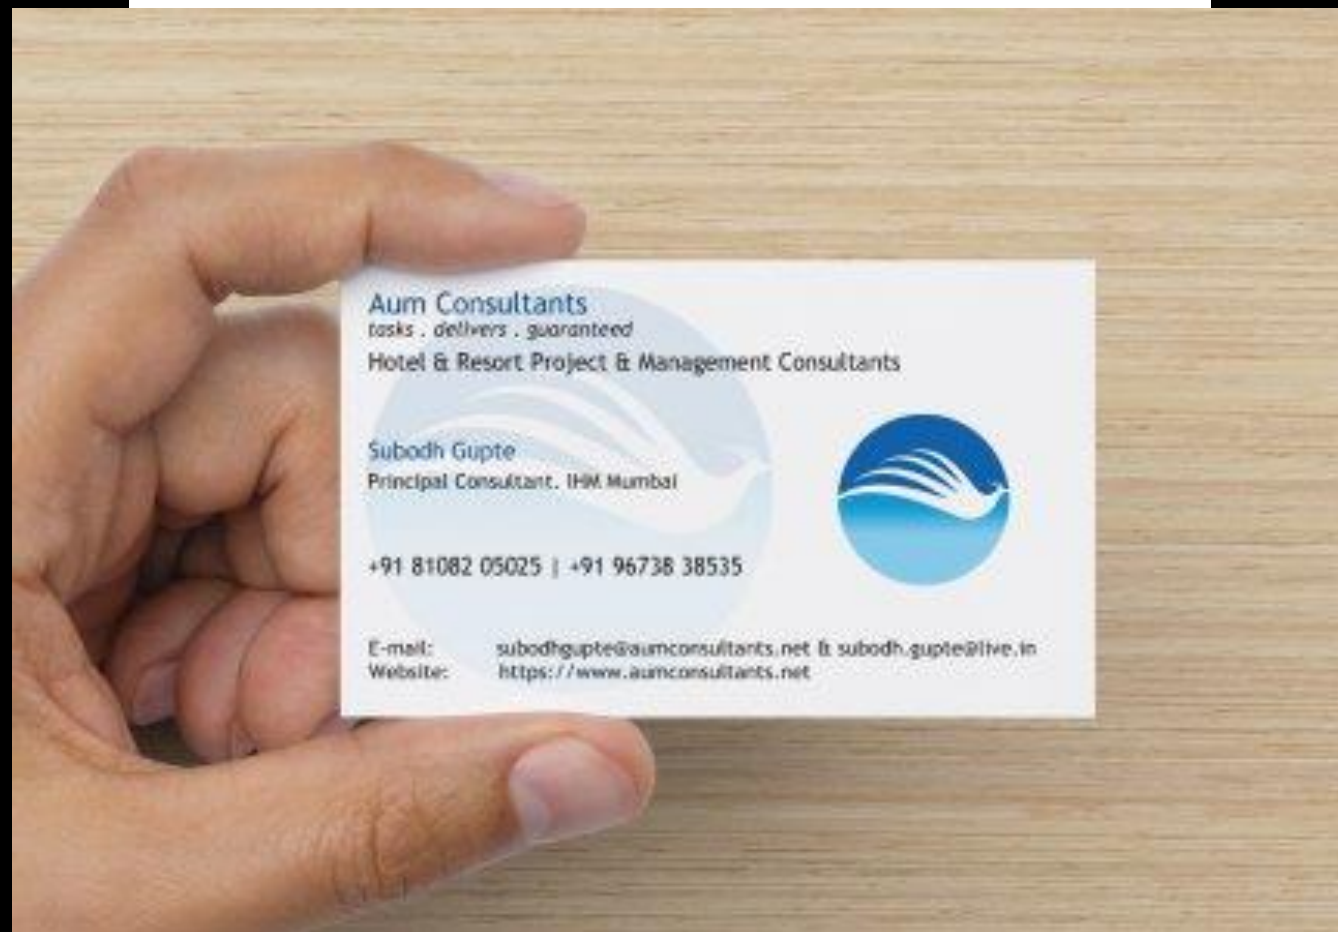 Aum Consultants
tasks . delivers . guaranteed
Hotel & Resort Project & Management Consultants
Subodh Gupte
Principal Consultant. IHM Mumbai
+91 81082 05025 | +91 96738 38535
E-mail: subodhgupte@aumconsultants.net & subodh.gupte@live.in
Website: https://www.aumconsultants.net